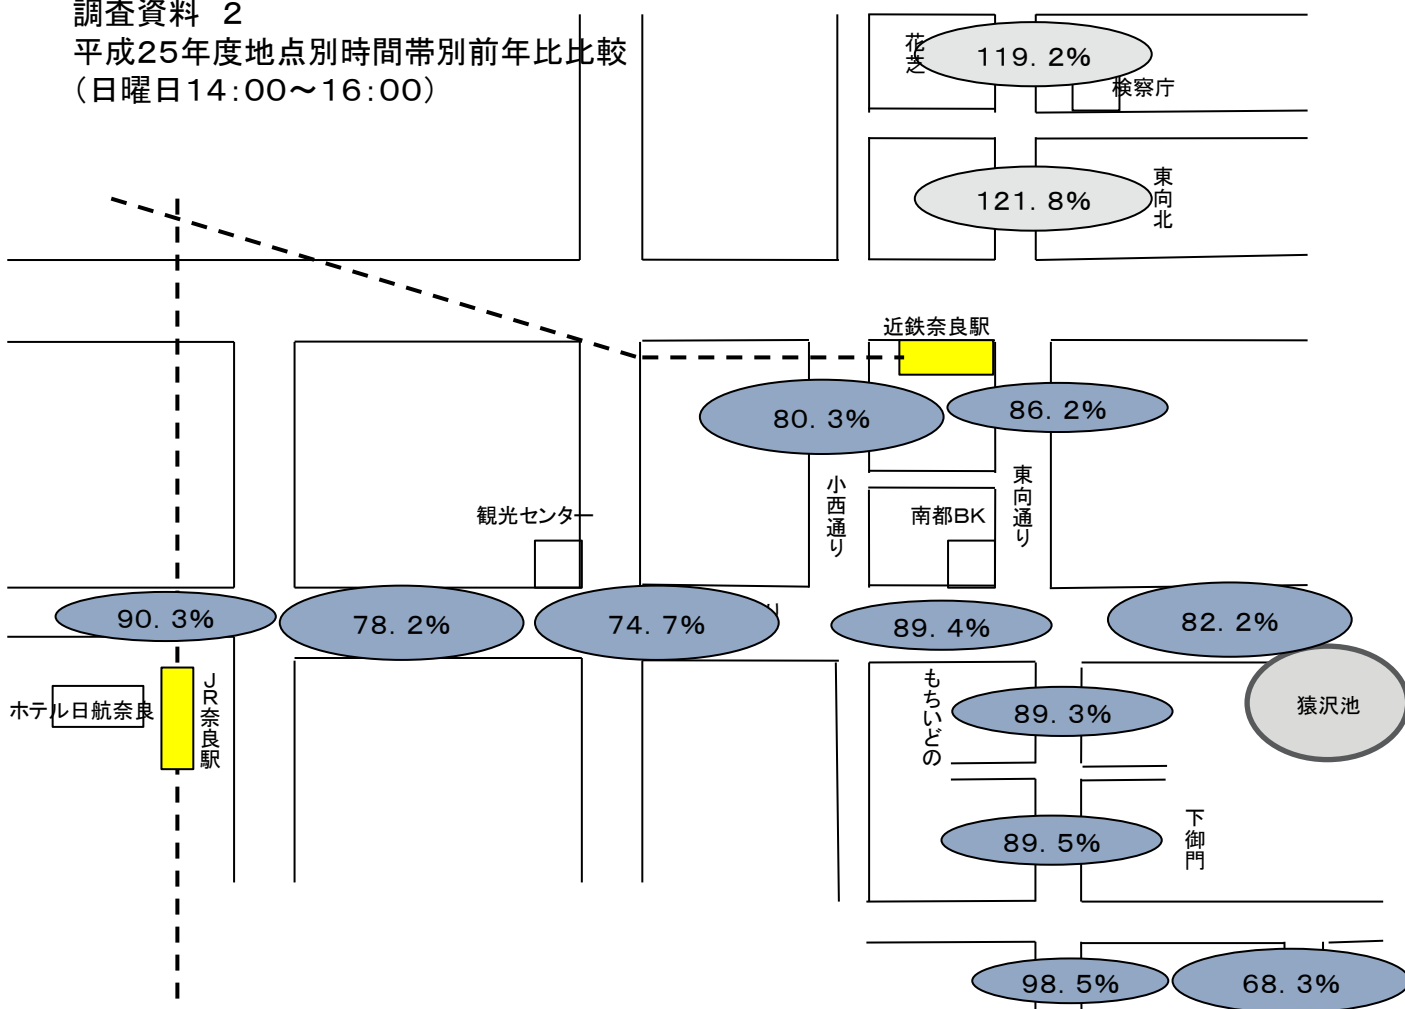 調査資料 2
平成25年度地点別時間帯別前年比比較
（日曜日14:00～16:00）
花芝
119. 2%
検察庁
121. 8%
東向北
近鉄奈良駅
80. 3%
86. 2%
小西通り
東向通り
観光センター
南都BK
90. 3%
78. 2%
74. 7%
89. 4%
82. 2%
JR奈良駅
ホテル日航奈良
もちいどの
89. 3%
猿沢池
89. 5%
下御門
98. 5%
68. 3%